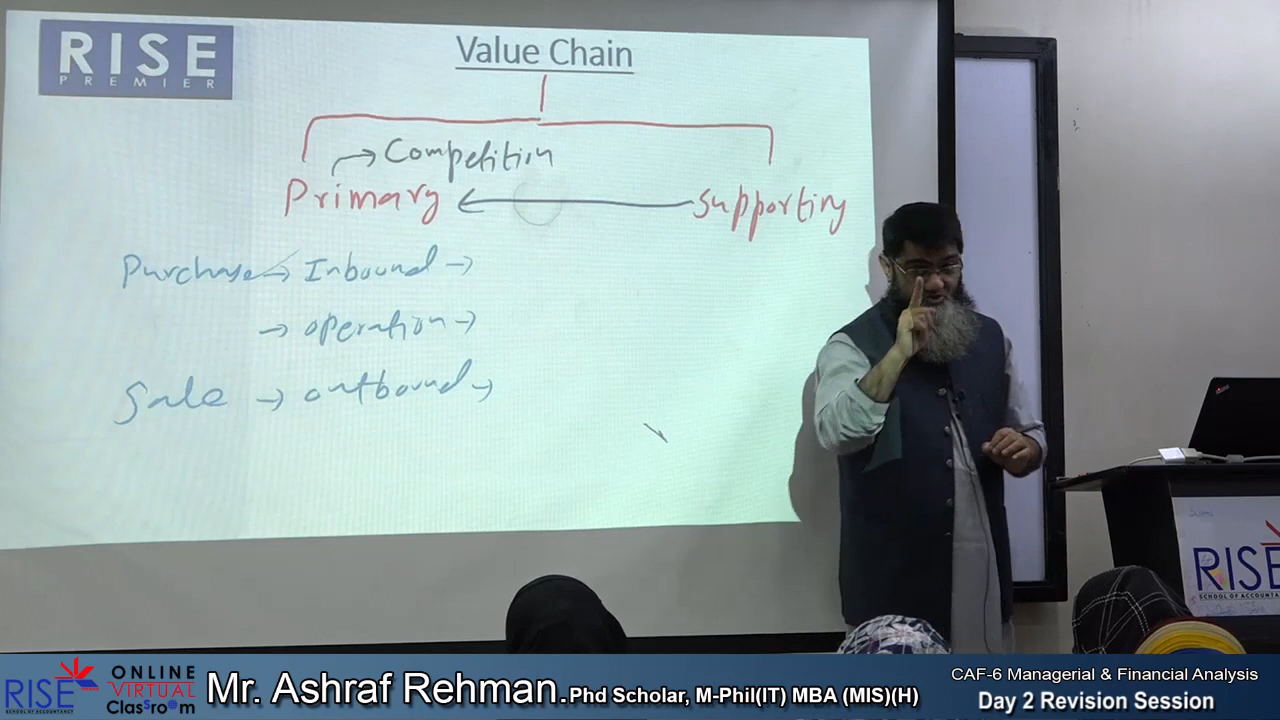 RISE
PREMIER
Value Chain
→ Competition
Primary ← Supporting
Purchase → Inbound →
→ operation →
Sale → outbound →
RISE
SCHOOL OF ACCOUNTANCY
RISE
SCHOOL OF ACCOUNTANCY
ONLINE
VIRTUAL
Classroom
Mr. Ashraf Rehman.Phd Scholar, M-Phil(IT) MBA (MIS)(H)
CAF-6 Managerial & Financial Analysis
Day 2 Revision Session